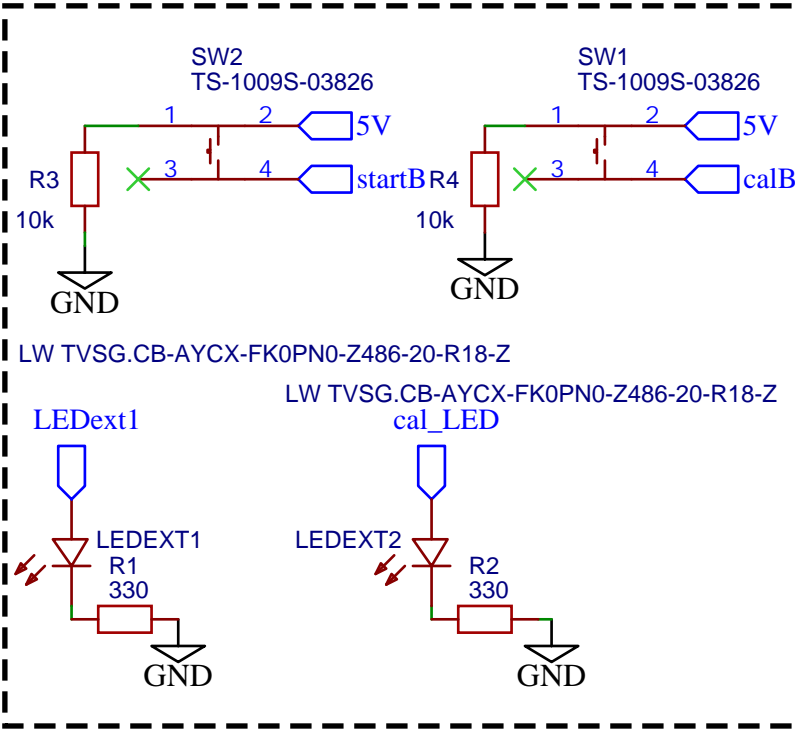 SW2
TS-1009S-03826
1 2 5V
3 4 startB
R3
10k
GND
SW1
TS-1009S-03826
1 2 5V
3 4 calB
R4
10k
GND
LW TVSG.CB-AYCX-FK0PN0-Z486-20-R18-Z
LW TVSG.CB-AYCX-FK0PN0-Z486-20-R18-Z
LEDext1
LEDEXT1
R1
330
GND
cal_LED
LEDEXT2
R2
330
GND